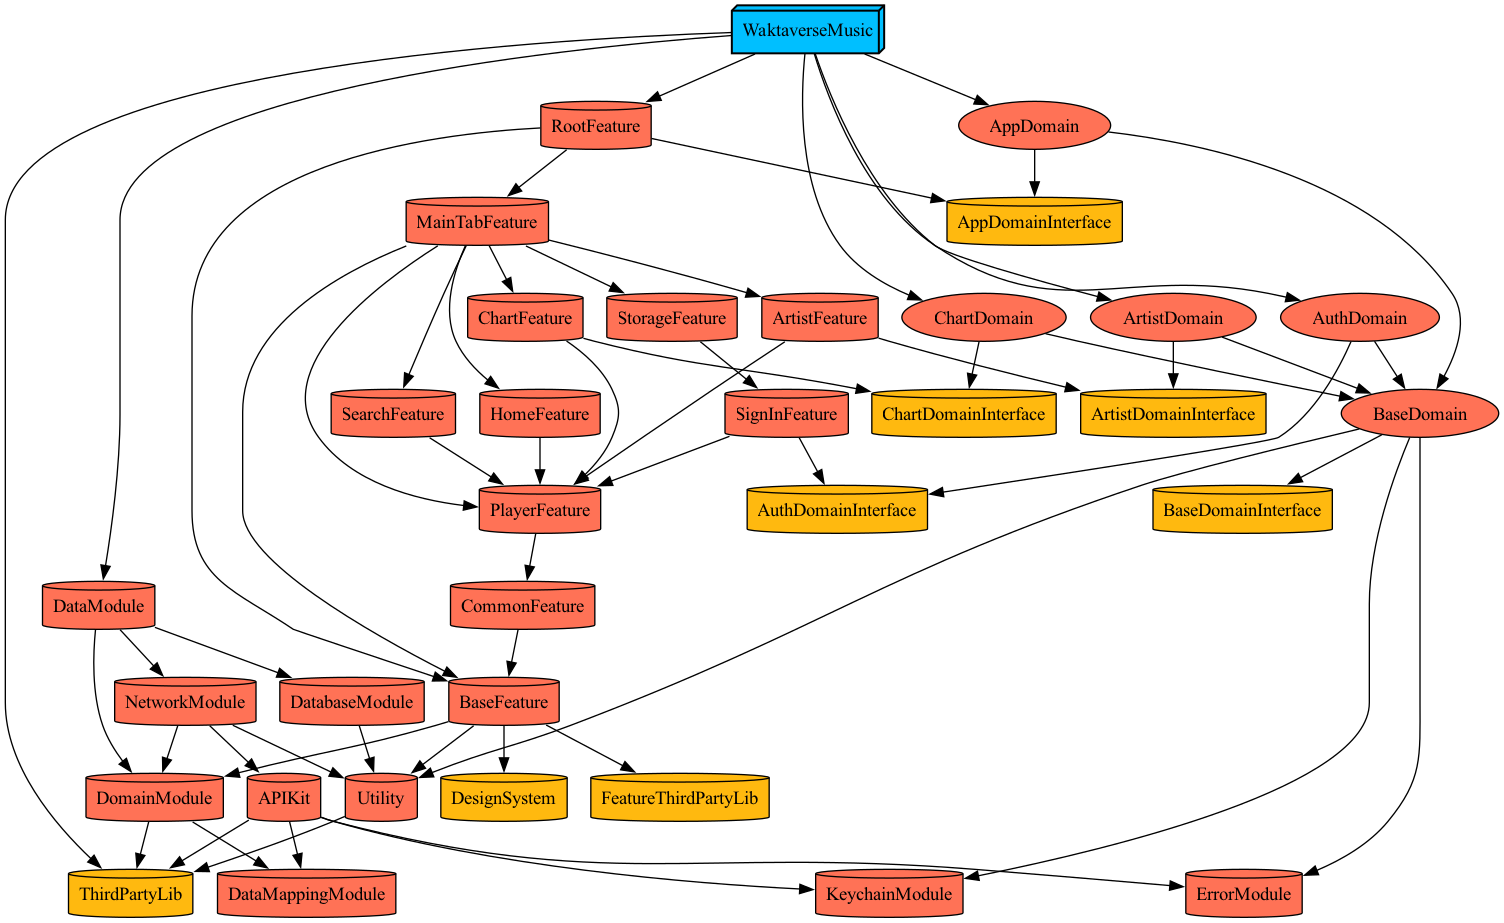 WaktaverseMusic
RootFeature
AppDomain
MainTabFeature
AppDomainInterface
ChartFeature
StorageFeature
ArtistFeature
ChartDomain
ArtistDomain
AuthDomain
SearchFeature
HomeFeature
SignInFeature
ChartDomainInterface
ArtistDomainInterface
BaseDomain
PlayerFeature
AuthDomainInterface
BaseDomainInterface
DataModule
CommonFeature
NetworkModule
DatabaseModule
BaseFeature
DomainModule
APIKit
Utility
DesignSystem
FeatureThirdPartyLib
ThirdPartyLib
DataMappingModule
KeychainModule
ErrorModule